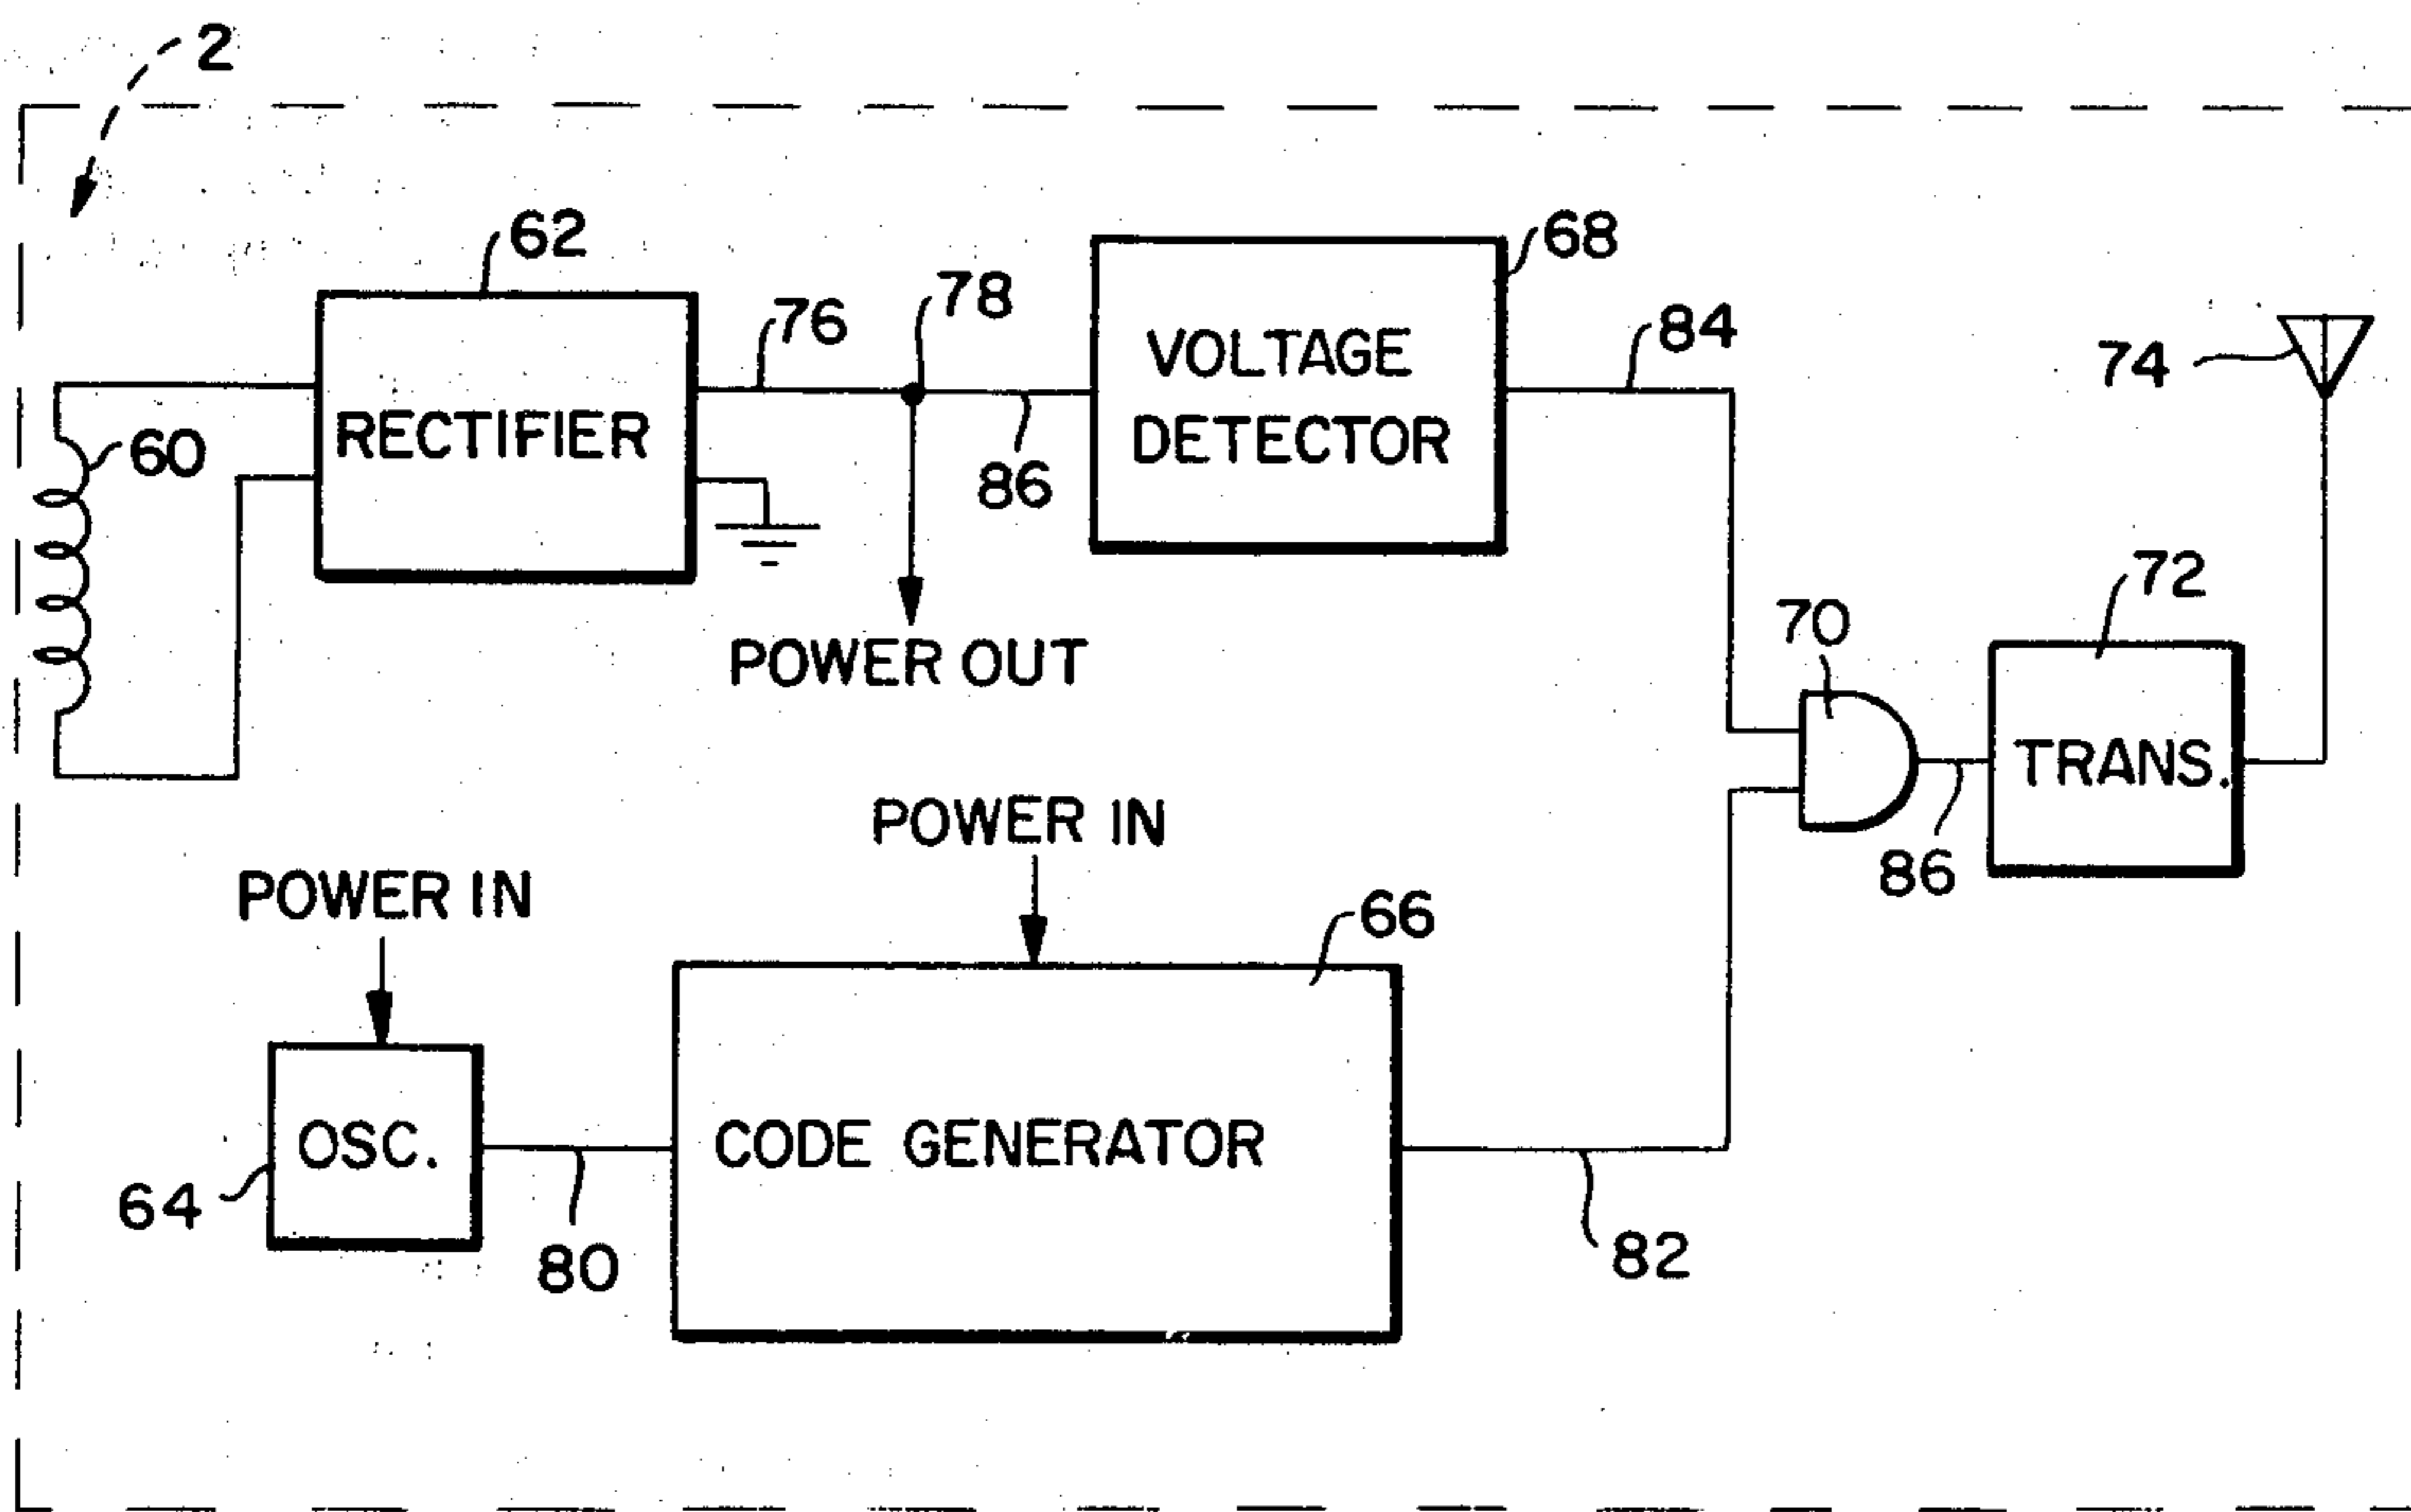 2
62
68
78
76
84
74
VOLTAGE
DETECTOR
RECTIFIER
60
86
72
70
POWER OUT
TRANS.
POWER IN
86
POWER IN
66
OSC.
CODE GENERATOR
64
80
82